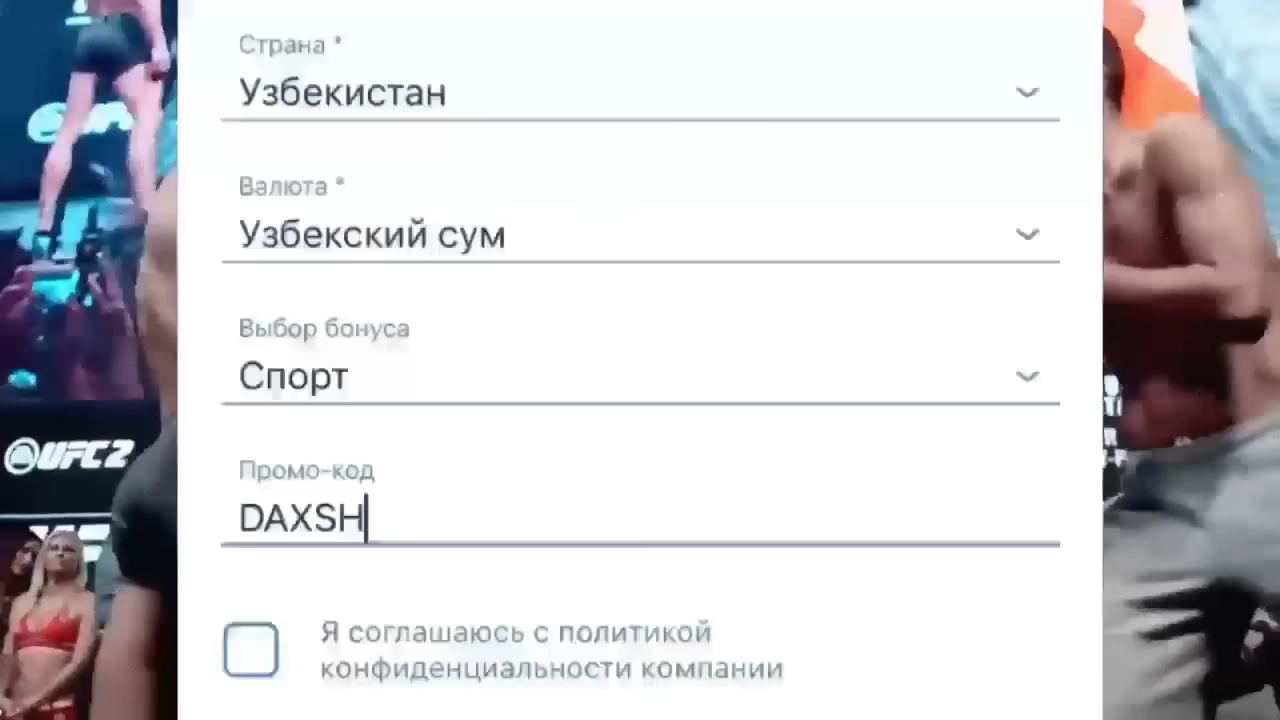 Страна *
Узбекистан
Валюта *
Узбекский сум
Выбор бонуса
Спорт
Промо-код
DAXSH
Я соглашаюсь с политикой
конфиденциальности компании
UFC 2